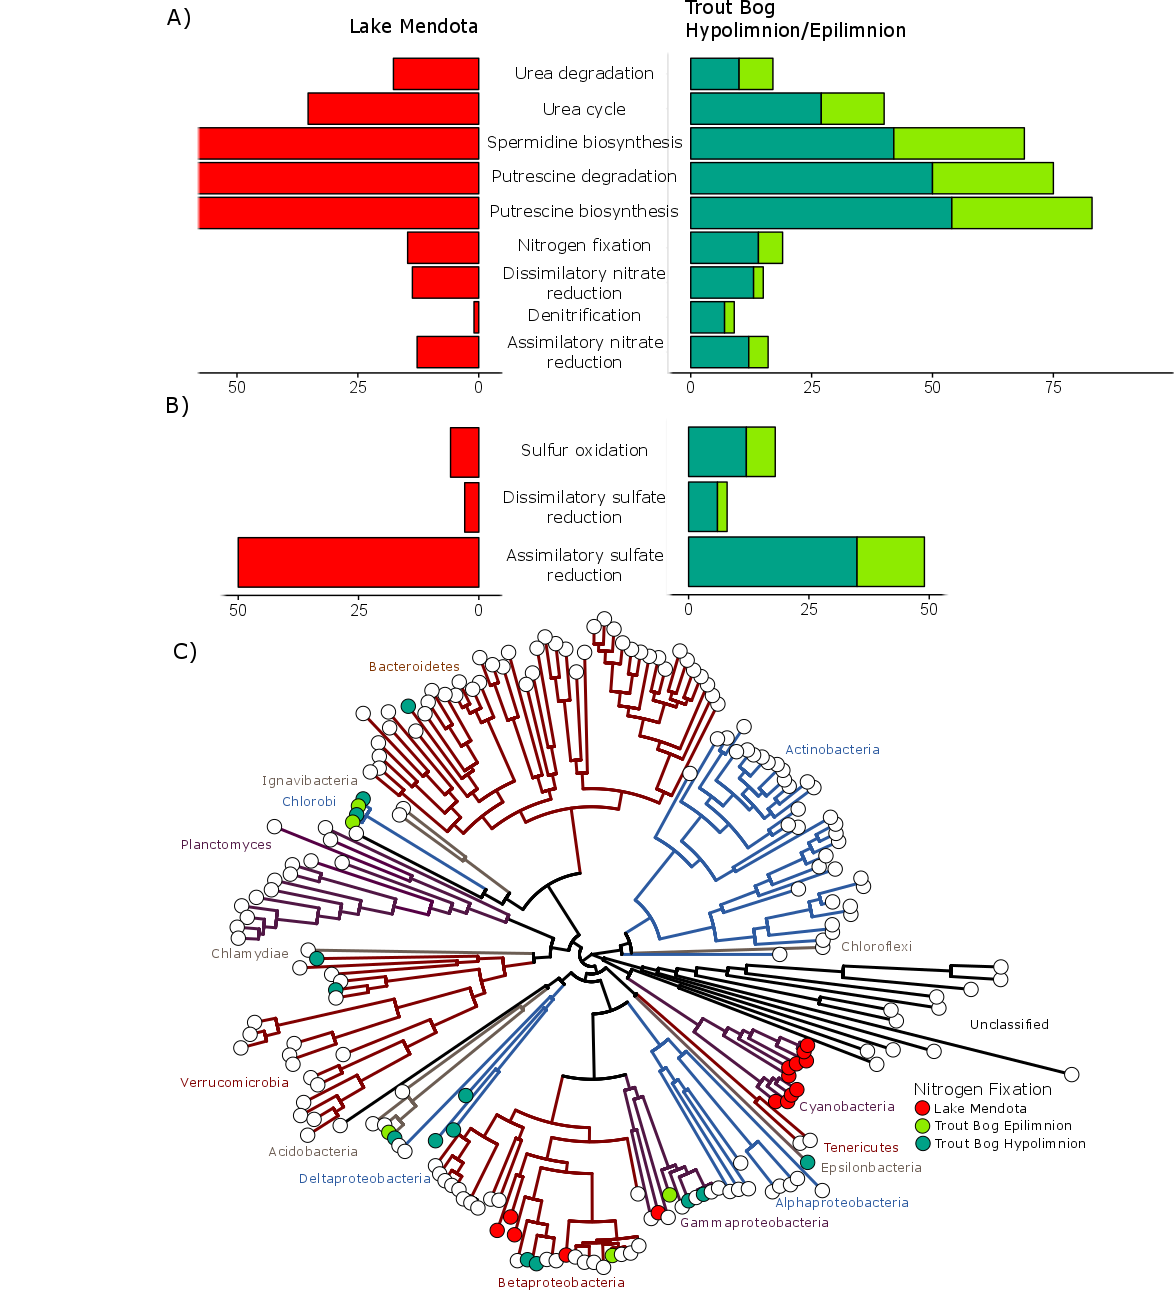 A)
Lake Mendota
Trout Bog
Hypolimnion/Epilimnion
Urea degradation
Urea cycle
Spermidine biosynthesis
Putrescine degradation
Putrescine biosynthesis
Nitrogen fixation
Dissimilatory nitrate
reduction
Denitrification
Assimilatory nitrate
reduction
50 25 0
0 25 50 75
B)
Sulfur oxidation
Dissimilatory sulfate
reduction
Assimilatory sulfate
reduction
50 25 0
0 25 50
C)
Bacteroidetes
Actinobacteria
Ignavibacteria
Chlorobi
Planctomyces
Chlamydiae
Chloroflexi
Unclassified
Verrucomicrobia
Nitrogen Fixation
Lake Mendota
Trout Bog Epilimnion
Trout Bog Hypolimnion
Cyanobacteria
Tenericutes
Acidobacteria
Epsilonbacteria
Deltaproteobacteria
Alphaproteobacteria
Gammaproteobacteria
Betaproteobacteria